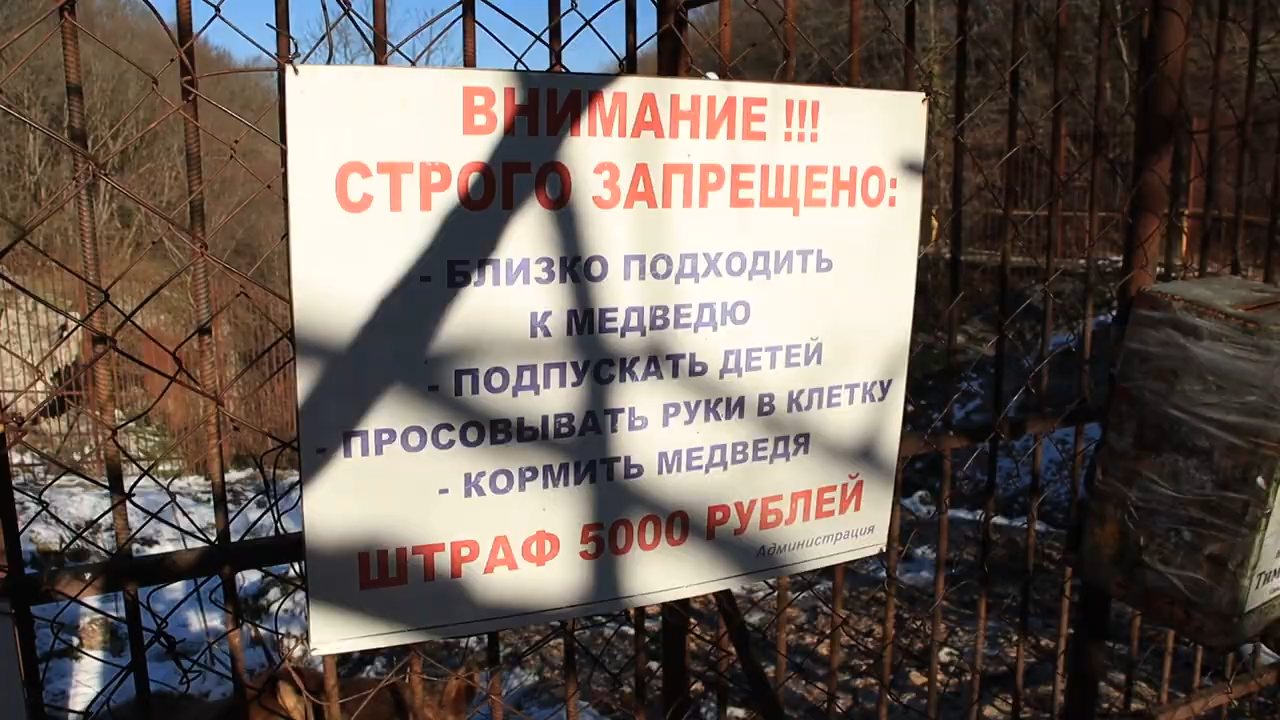 ВНИМАНИЕ !!!
СТРОГО ЗАПРЕЩЕНО:
- БЛИЗКО ПОДХОДИТЬ
К МЕДВЕДЮ
- ПОДПУСКАТЬ ДЕТЕЙ
- ПРОСОВЫВАТЬ РУКИ В КЛЕТКУ
- КОРМИТЬ МЕДВЕДЯ
ШТРАФ 5000 РУБЛЕЙ
Администрация